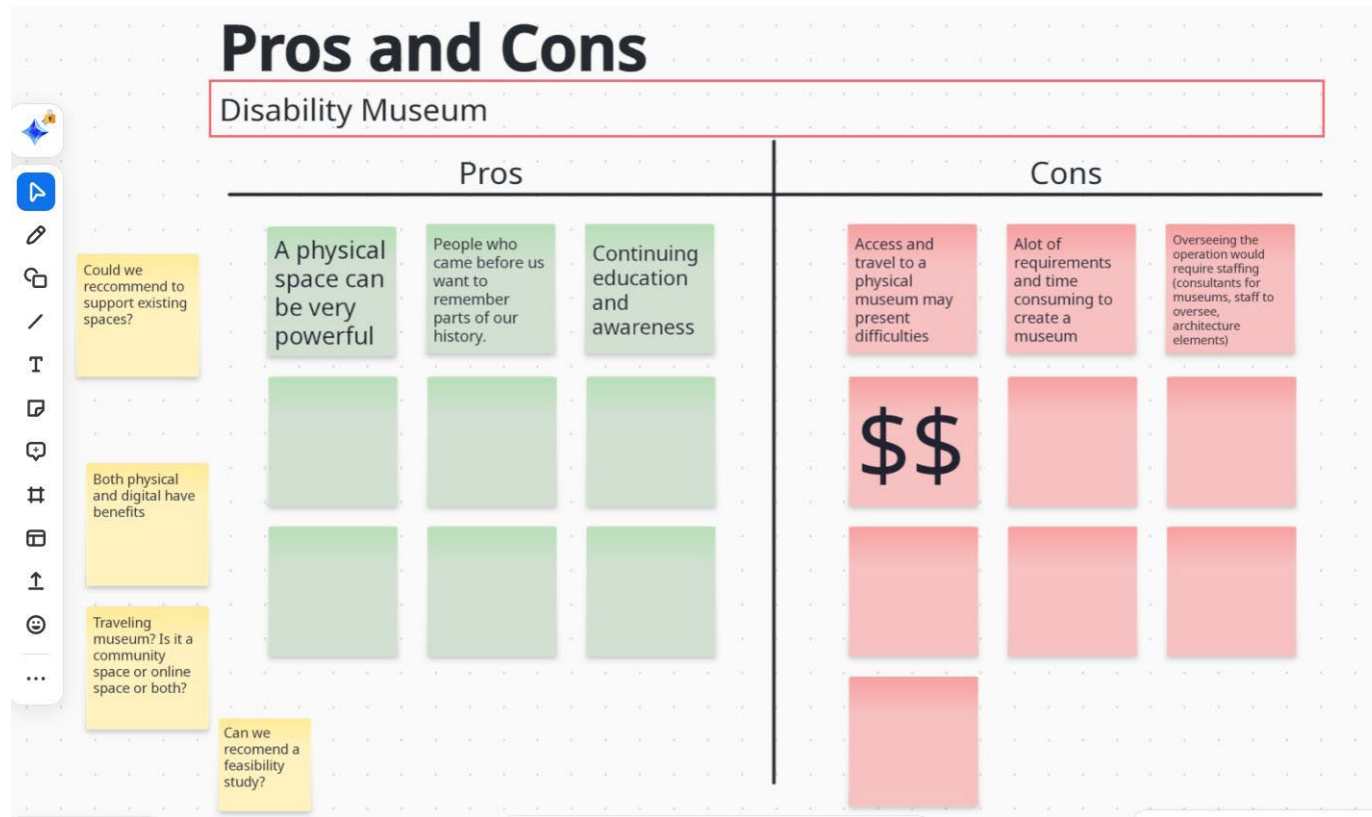 Pros and Cons
Disability Museum
Pros
Cons
Could we
reccommend to
support existing
spaces?
Both physical
and digital have
benefits
Traveling
museum? Is it a
community
space or online
space or both?
Can we
recomend a
feasibility
study?
A physical
space can
be very
powerful
People who
came before us
want to
remember
parts of our
history.
Continuing
education
and
awareness
Access and
travel to a
physical
museum may
present
difficulties
Alot of
requirements
and time
consuming to
create a
museum
Overseeing the
operation would
require staffing
(consultants for
museums, staff to
oversee,
architecture
elements)
$$